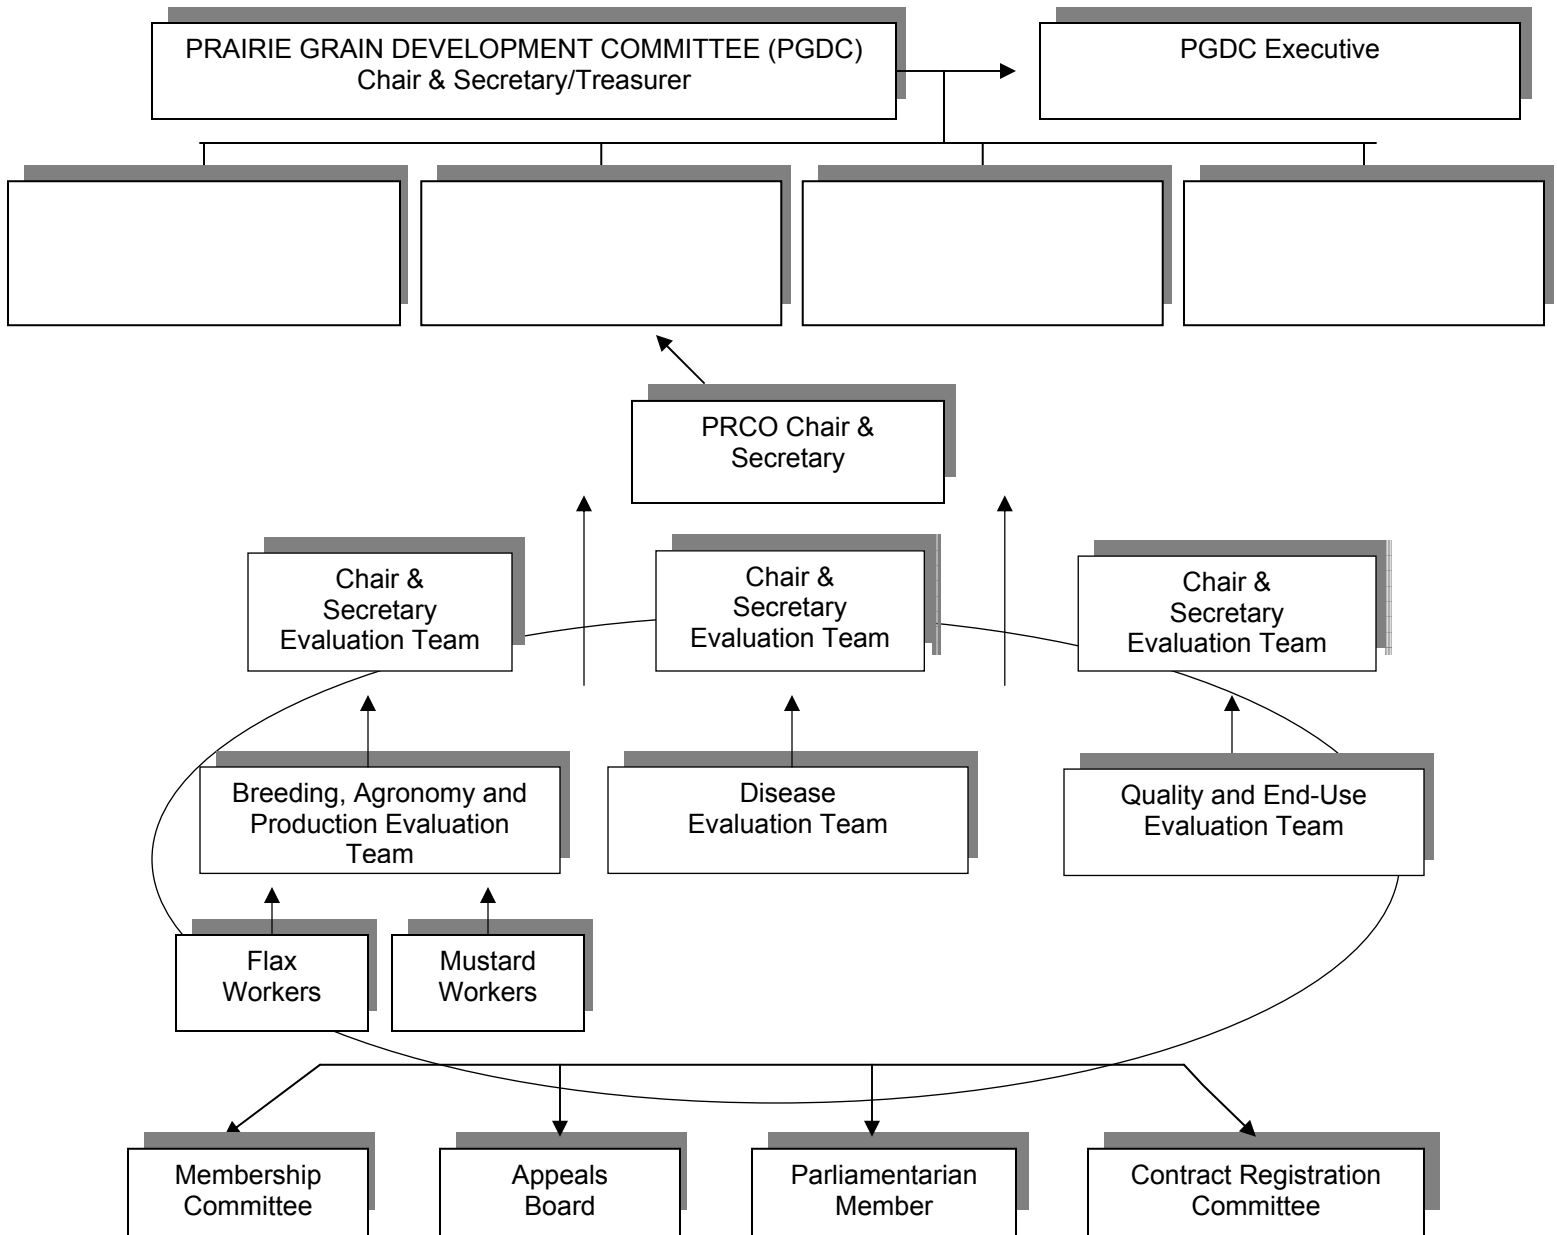 PRAIRIE GRAIN DEVELOPMENT COMMITTEE (PGDC)
Chair & Secretary/Treasurer
PGDC Executive
PRCO Chair &
Secretary
Chair &
Secretary
Evaluation Team
Chair &
Secretary
Evaluation Team
Chair &
Secretary
Evaluation Team
Breeding, Agronomy and
Production Evaluation
Team
Disease
Evaluation Team
Quality and End-Use
Evaluation Team
Flax
Workers
Mustard
Workers
Membership
Committee
Appeals
Board
Parliamentarian
Member
Contract Registration
Committee